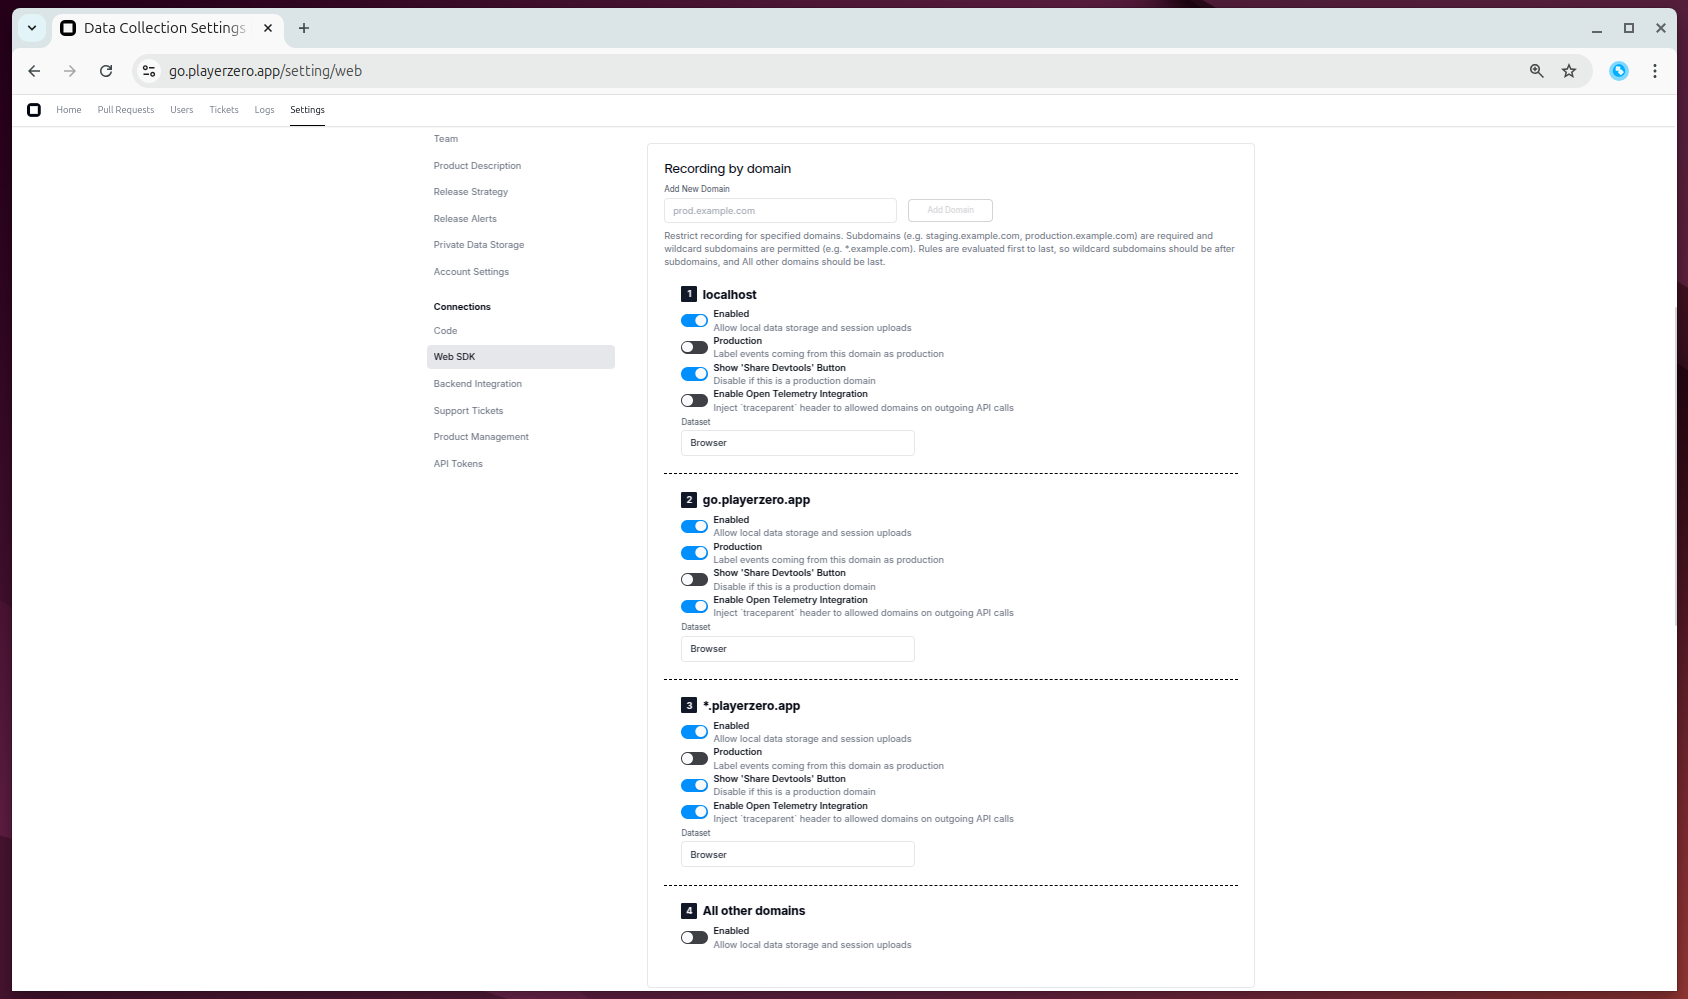 Data Collection Settings
go.playerzero.app/setting/web
Home Pull Requests Users Tickets Logs Settings
Team
Product Description
Release Strategy
Release Alerts
Private Data Storage
Account Settings
Connections
Code
Web SDK
Backend Integration
Support Tickets
Product Management
API Tokens
Recording by domain
Add New Domain
prod.example.com Add Domain
Restrict recording for specified domains. Subdomains (e.g. staging.example.com, production.example.com) are required and
wildcard subdomains are permitted (e.g. *.example.com). Rules are evaluated first to last, so wildcard subdomains should be after
subdomains, and All other domains should be last.
1 localhost
Enabled
Allow local data storage and session uploads
Production
Label events coming from this domain as production
Show 'Share Devtools' Button
Disable if this is a production domain
Enable Open Telemetry Integration
Inject `traceparent` header to allowed domains on outgoing API calls
Dataset
Browser
2 go.playerzero.app
Enabled
Allow local data storage and session uploads
Production
Label events coming from this domain as production
Show 'Share Devtools' Button
Disable if this is a production domain
Enable Open Telemetry Integration
Inject `traceparent` header to allowed domains on outgoing API calls
Dataset
Browser
3 *.playerzero.app
Enabled
Allow local data storage and session uploads
Production
Label events coming from this domain as production
Show 'Share Devtools' Button
Disable if this is a production domain
Enable Open Telemetry Integration
Inject `traceparent` header to allowed domains on outgoing API calls
Dataset
Browser
4 All other domains
Enabled
Allow local data storage and session uploads